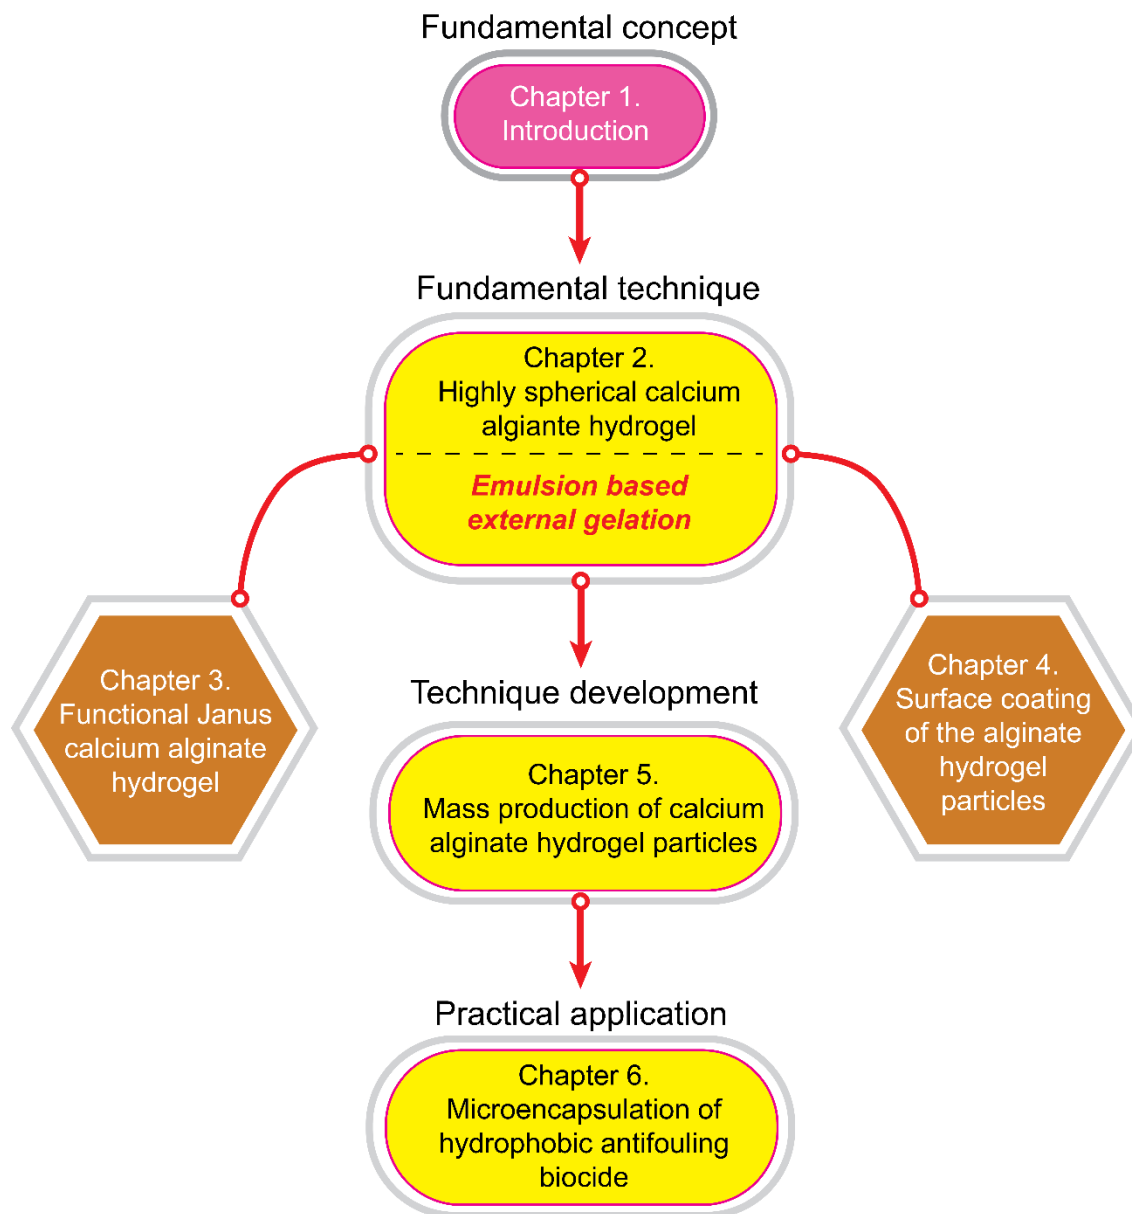 Fundamental concept
Chapter 1.
Introduction
Fundamental technique
Chapter 2.
Highly spherical calcium
algiante hydrogel
Emulsion based
external gelation
Chapter 3.
Functional Janus
calcium alginate
hydrogel
Chapter 4.
Surface coating
of the alginate
hydrogel
particles
Technique development
Chapter 5.
Mass production of calcium
alginate hydrogel particles
Practical application
Chapter 6.
Microencapsulation of
hydrophobic antifouling
biocide